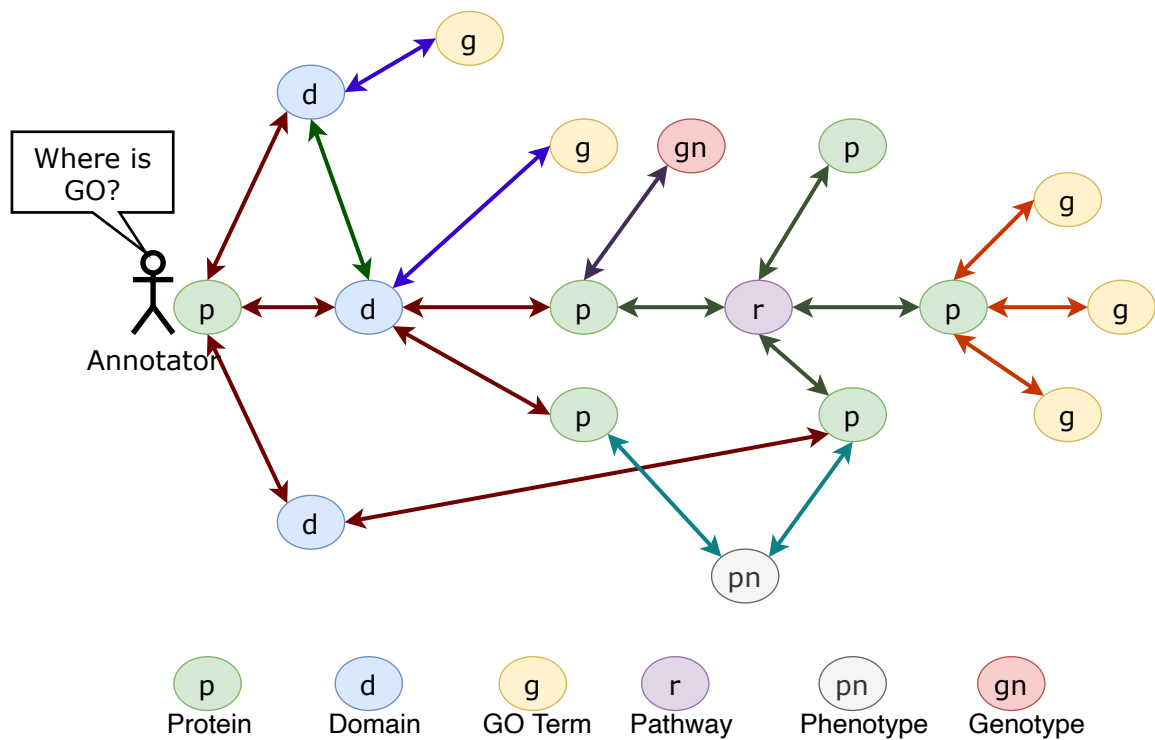 g
d
Where is
GO?
g
gn
p
g
Annotator
p
d
p
r
p
g
p
p
g
d
pn
p
d
g
r
pn
gn
Protein
Domain
GO Term
Pathway
Phenotype
Genotype